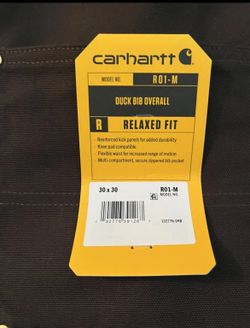 carhartt
MODEL NO. R01-M
DUCK BIB OVERALL
R RELAXED FIT
Reinforced kick panels for added durability
Knee pad compatible
Flexible waist for increased range of motion
Multi-compartment, secure zippered bib pocket
30 x 30
R01-M
MODEL NO.